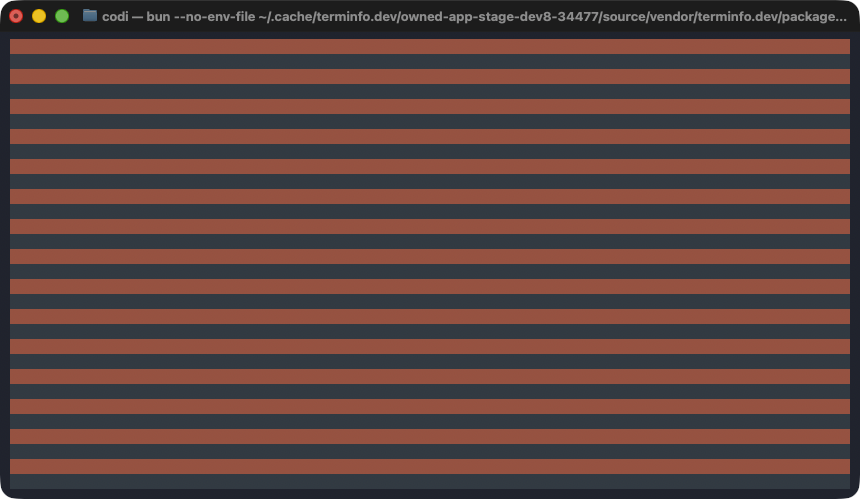 codi — bun --no-env-file ~/.cache/terminfo.dev/owned-app-stage-dev8-34477/source/vendor/terminfo.dev/package...